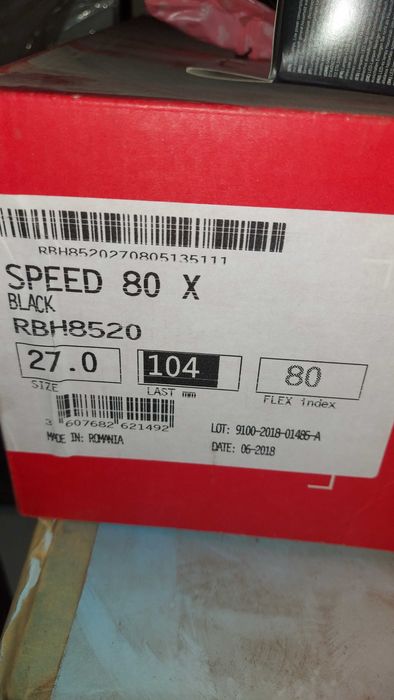 RBH8520270805135111
SPEED 80 X
BLACK
RBH8520
27.0 104 80
SIZE LAST mm FLEX index
3 607682 621492
MADE IN: ROMANIA
LOT: 9100-2018-01485-A
DATE: 06-2018